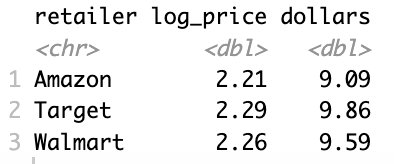 retailer log_price dollars
<chr> <dbl> <dbl>
1 Amazon 2.21 9.09
2 Target 2.29 9.86
3 Walmart 2.26 9.59